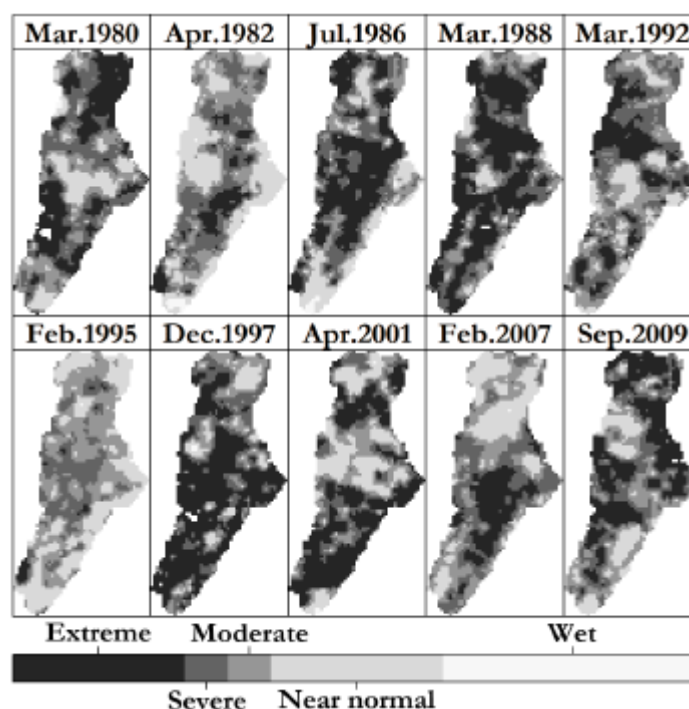 Mar.1980 Apr.1982 Jul.1986 Mar.1988 Mar.1992
Feb.1995 Dec.1997 Apr.2001 Feb.2007 Sep.2009
Extreme Moderate Wet
Severe Near normal